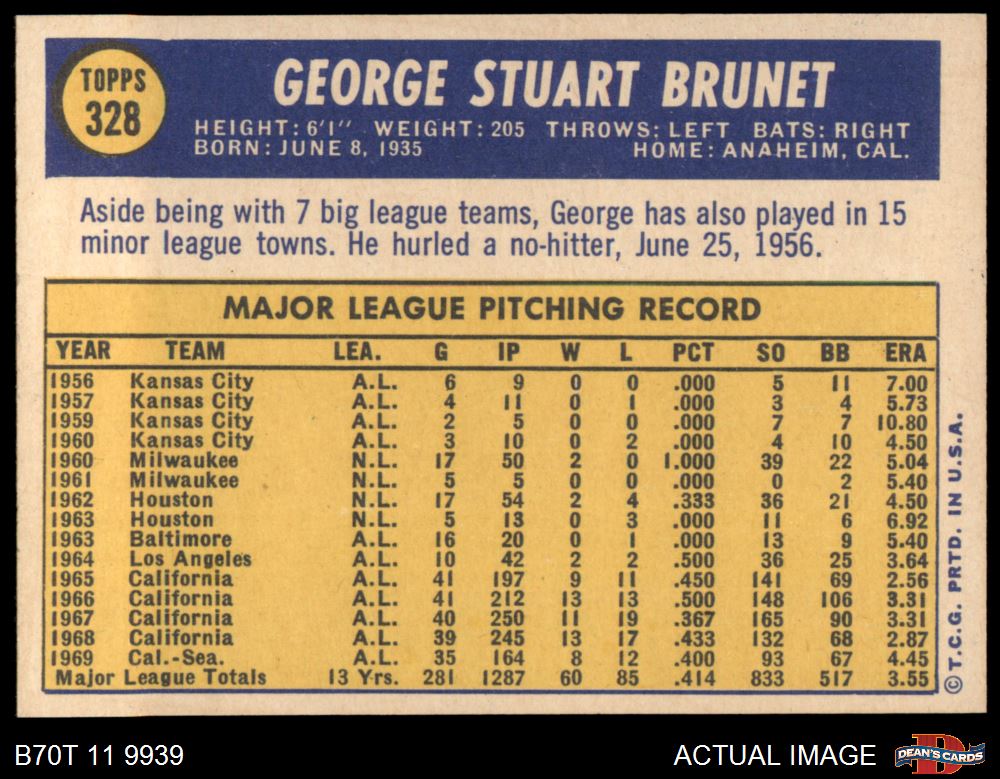 TOPPS
328
GEORGE STUART BRUNET
HEIGHT: 6'1" WEIGHT: 205 THROWS: LEFT BATS: RIGHT
BORN: JUNE 8, 1935 HOME: ANAHEIM, CAL.
Aside being with 7 big league teams, George has also played in 15
minor league towns. He hurled a no-hitter, June 25, 1956.
MAJOR LEAGUE PITCHING RECORD
YEAR TEAM LEA. G IP W L PCT SO BB ERA
1956 Kansas City A.L. 6 9 0 0 .000 5 11 7.00
1957 Kansas City A.L. 4 11 0 1 .000 3 4 5.73
1959 Kansas City A.L. 2 5 0 0 .000 7 7 10.80
1960 Kansas City A.L. 3 10 0 2 .000 4 10 4.50
1960 Milwaukee N.L. 17 50 2 0 1.000 39 22 5.04
1961 Milwaukee N.L. 5 5 0 0 .000 0 2 5.40
1962 Houston N.L. 17 54 2 4 .333 36 21 4.50
1963 Houston N.L. 5 13 0 3 .000 11 6 6.92
1963 Baltimore A.L. 16 20 0 1 .000 13 9 5.40
1964 Los Angeles A.L. 10 42 2 2 .500 36 25 3.64
1965 California A.L. 41 197 9 11 .450 141 69 2.56
1966 California A.L. 41 212 13 13 .500 148 106 3.31
1967 California A.L. 40 250 11 19 .367 165 90 3.31
1968 California A.L. 39 245 13 17 .433 132 68 2.87
1969 Cal.-Sea. A.L. 35 164 8 12 .400 93 67 4.45
Major League Totals 13 Yrs. 281 1287 60 85 .414 833 517 3.55
© T.C.G. PRTD. IN U.S.A.
B70T 11 9939
ACTUAL IMAGE
DEAN'S CARDS